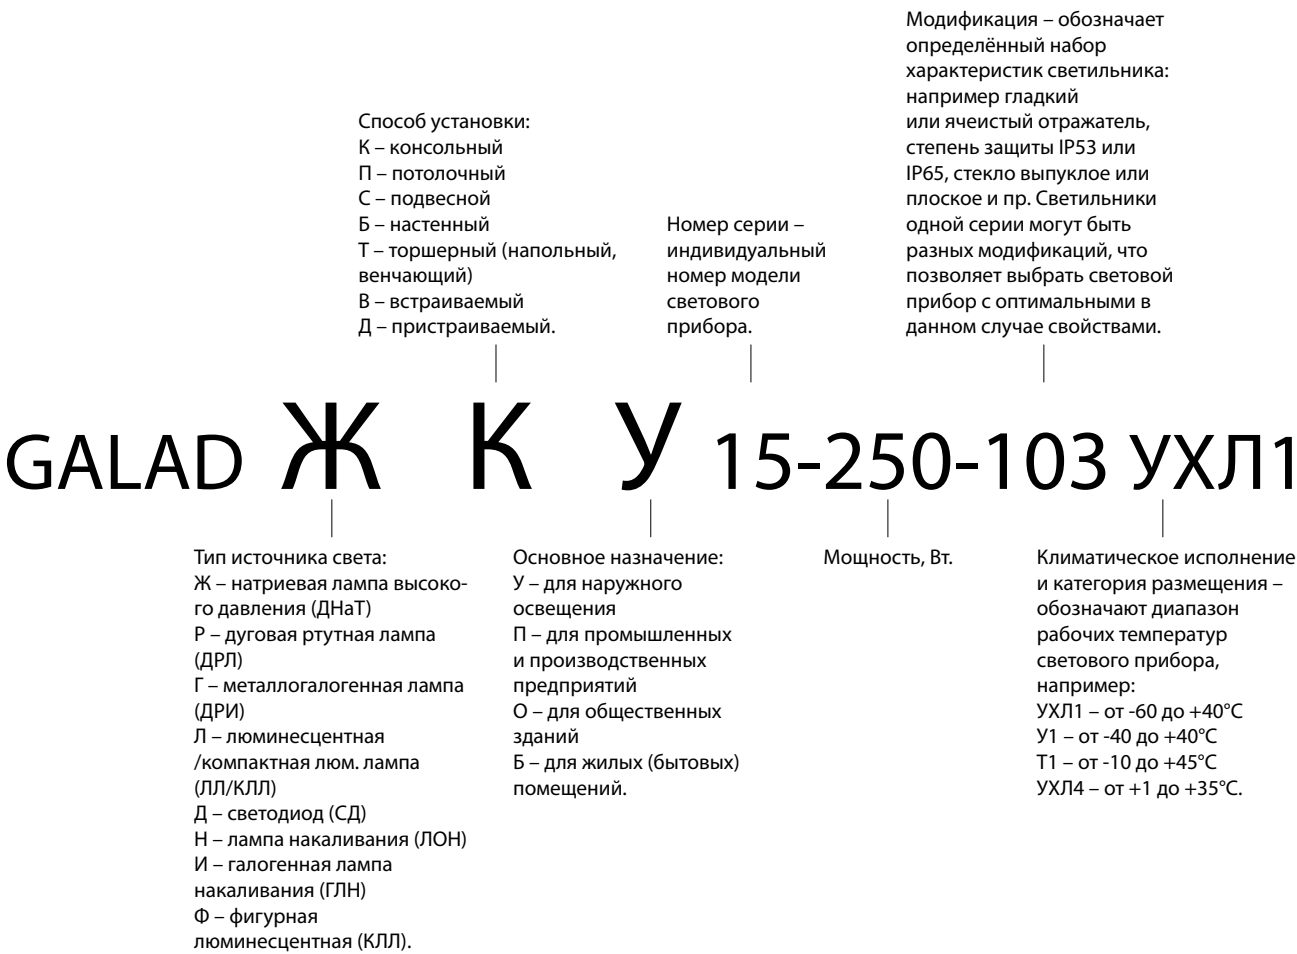 Модификация – обозначает
определённый набор
характеристик светильника:
например гладкий
или ячеистый отражатель,
степень защиты IP53 или
IP65, стекло выпуклое или
плоское и пр. Светильники
одной серии могут быть
разных модификаций, что
позволяет выбрать световой
прибор с оптимальными в
данном случае свойствами.
Способ установки:
К – консольный
П – потолочный
С – подвесной
Б – настенный
Т – торшерный (напольный,
венчающий)
В – встраиваемый
Д – пристраиваемый.
Номер серии –
индивидуальный
номер модели
светового
прибора.
GALAD Ж К У 15-250-103 УХЛ1
Тип источника света:
Ж – натриевая лампа высоко-
го давления (ДНаТ)
Р – дуговая ртутная лампа
(ДРЛ)
Г – металлогалогенная лампа
(ДРИ)
Л – люминесцентная
/компактная люм. лампа
(ЛЛ/КЛЛ)
Д – светодиод (СД)
Н – лампа накаливания (ЛОН)
И – галогенная лампа
накаливания (ГЛН)
Ф – фигурная
люминесцентная (КЛЛ).
Основное назначение:
У – для наружного
освещения
П – для промышленных
и производственных
предприятий
О – для общественных
зданий
Б – для жилых (бытовых)
помещений.
Мощность, Вт.
Климатическое исполнение
и категория размещения –
обозначают диапазон
рабочих температур
светового прибора,
например:
УХЛ1 – от -60 до +40°С
У1 – от -40 до +40°С
Т1 – от -10 до +45°С
УХЛ4 – от +1 до +35°С.